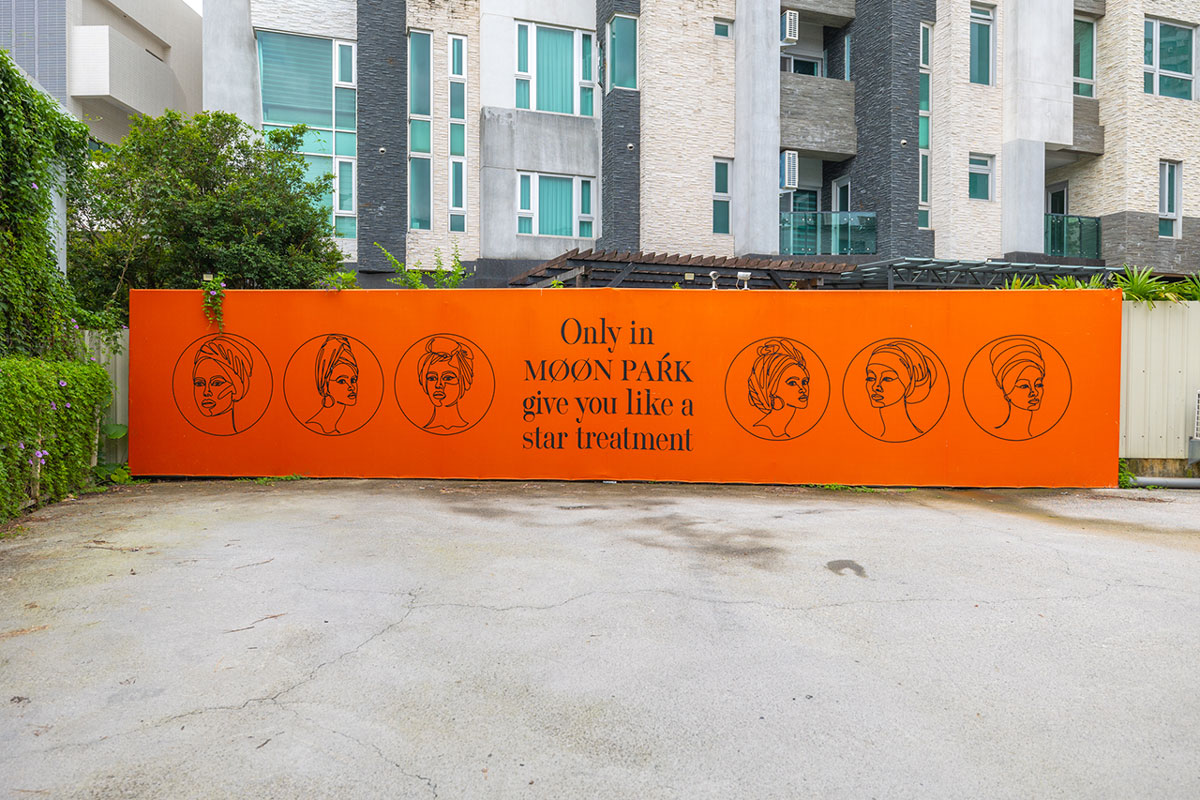 Only in
MØØN PAŔK
give you like a
star treatment